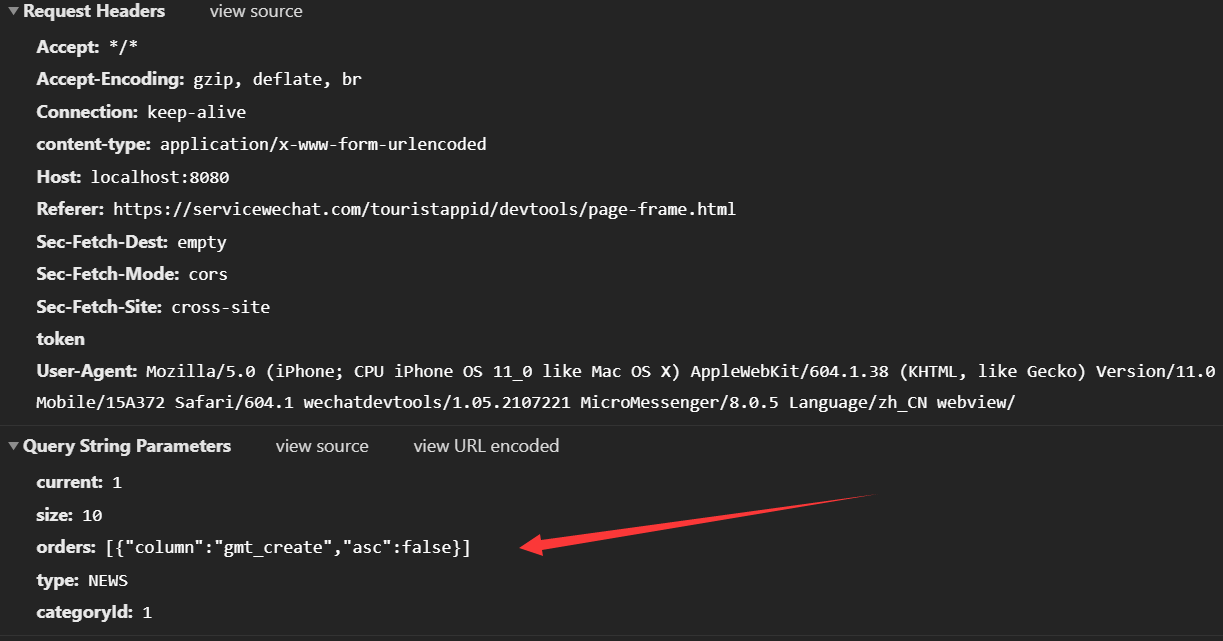 Request Headers view source
Accept: */*
Accept-Encoding: gzip, deflate, br
Connection: keep-alive
content-type: application/x-www-form-urlencoded
Host: localhost:8080
Referer: https://servicewechat.com/touristappid/devtools/page-frame.html
Sec-Fetch-Dest: empty
Sec-Fetch-Mode: cors
Sec-Fetch-Site: cross-site
token
User-Agent: Mozilla/5.0 (iPhone; CPU iPhone OS 11_0 like Mac OS X) AppleWebKit/604.1.38 (KHTML, like Gecko) Version/11.0
Mobile/15A372 Safari/604.1 wechatdevtools/1.05.2107221 MicroMessenger/8.0.5 Language/zh_CN webview/
Query String Parameters view source view URL encoded
current: 1
size: 10
orders: [{"column":"gmt_create","asc":false}]
type: NEWS
categoryId: 1